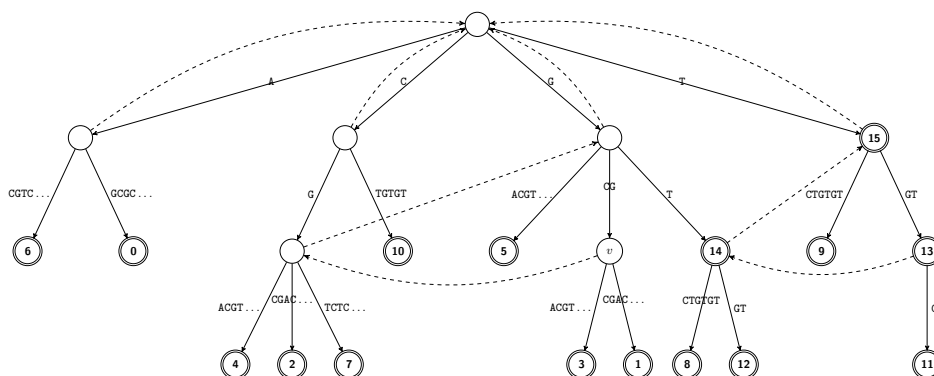 A C G T
15
CGTC... GCGC... G TGTGT ACGT... CG T CTGTGT GT
6 0 10 5 v 14 9 13
ACGT... CGAC... TCTC... ACGT... CGAC... CTGTGT GT
4 2 7 3 1 8 12 11